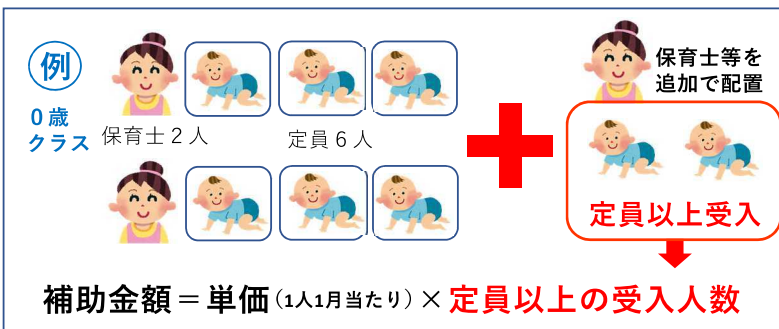 例
0歳
クラス
保育士2人
定員6人
保育士等を
追加で配置
定員以上受入
補助金額＝単価（1人1月当たり）×定員以上の受入人数